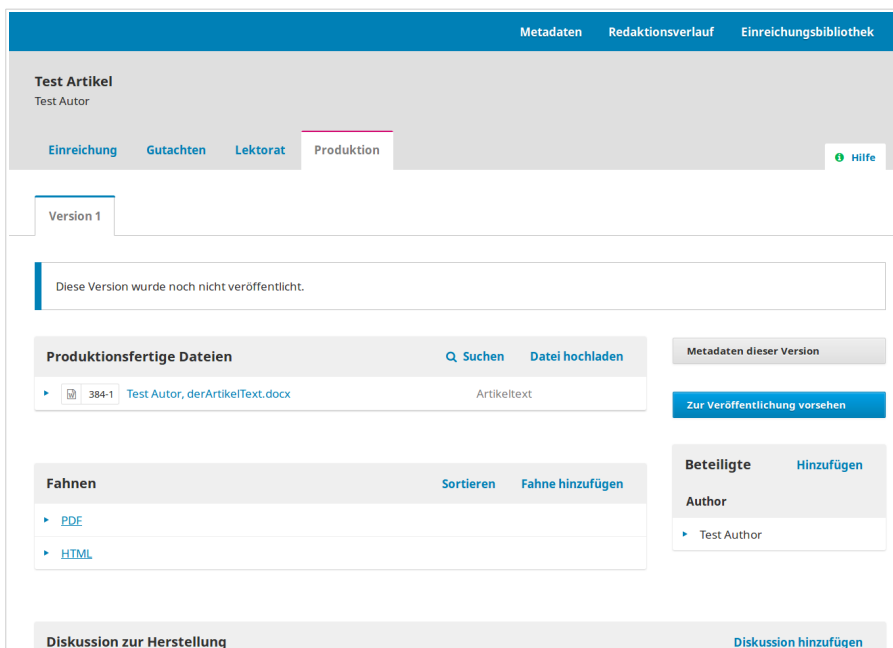 Metadaten Redaktionsverlauf Einreichungsbibliothek
Test Artikel
Test Autor
Einreichung Gutachten Lektorat Produktion
Hilfe
Version 1
Diese Version wurde noch nicht veröffentlicht.
Produktionsfertige Dateien Suchen Datei hochladen
384-1 Test Autor, derArtikelText.docx Artikeltext
Metadaten dieser Version
Zur Veröffentlichung vorsehen
Fahnen Sortieren Fahne hinzufügen
PDF
HTML
Beteiligte Hinzufügen
Author
Test Author
Diskussion zur Herstellung Diskussion hinzufügen